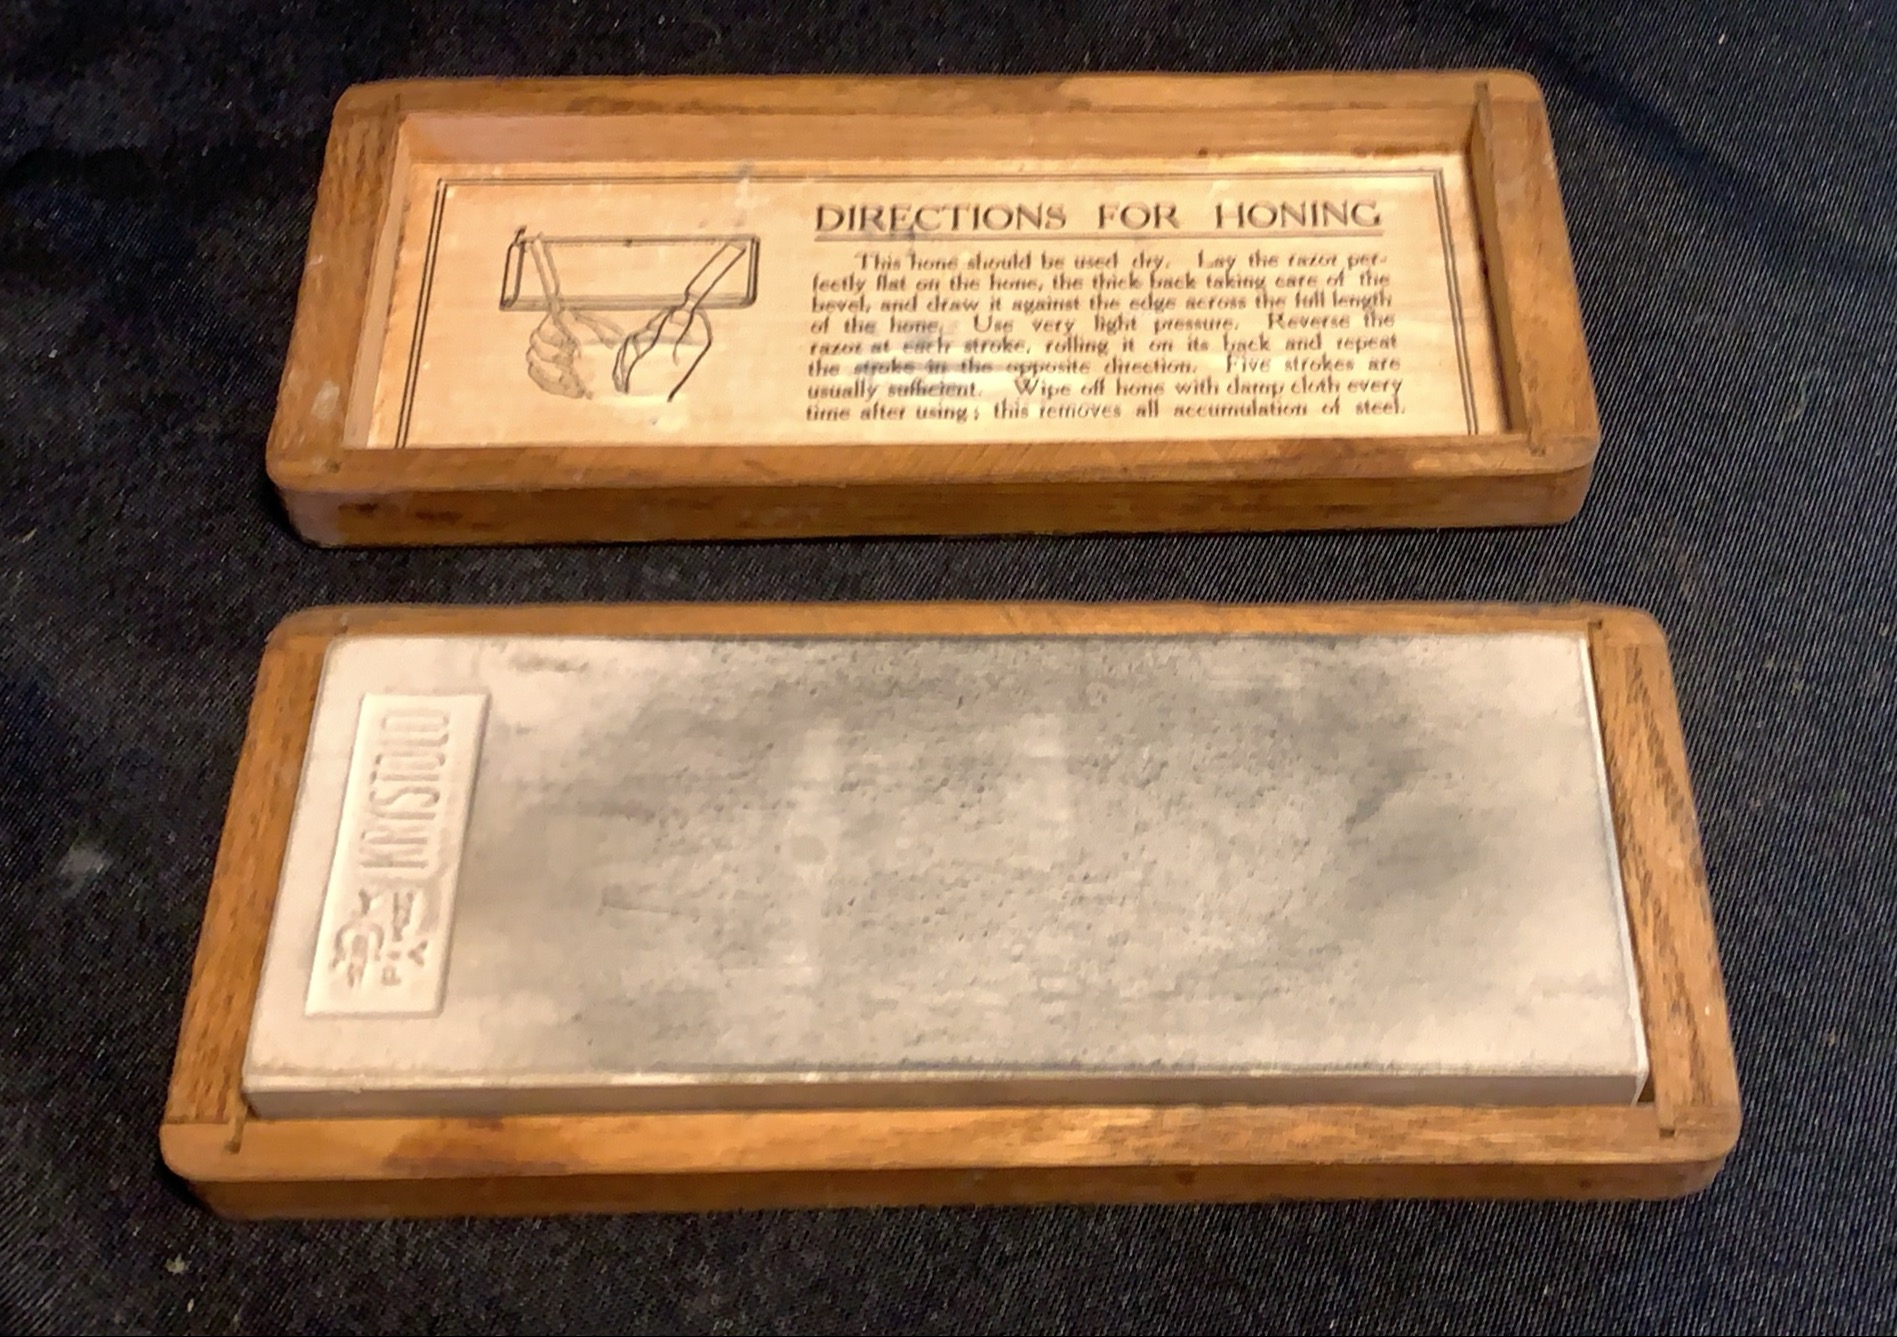 DIRECTIONS FOR HONING
This hone should be used dry. Lay the razor per-
fectly flat on the hone, the thick back taking care of the
bevel, and draw it against the edge across the full length
of the hone. Use very light pressure. Reverse the
razor at each stroke, rolling it on its back and repeat
the stroke in the opposite direction. Five strokes are
usually sufficient. Wipe off hone with damp cloth every
time after using; this removes all accumulation of steel.
KRYSTOLO